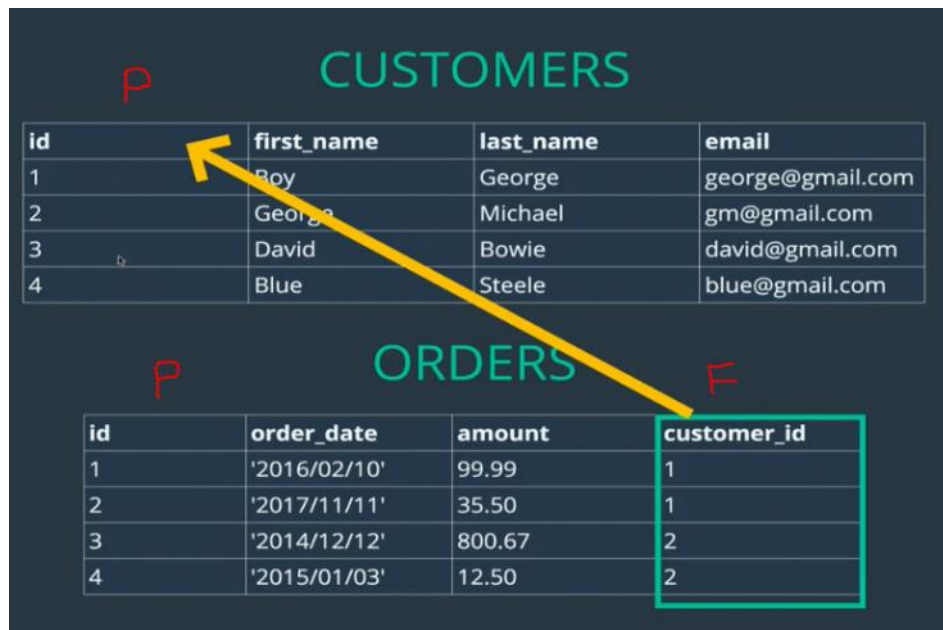 CUSTOMERS
P
id first_name last_name email
1 Boy George george@gmail.com
2 George Michael gm@gmail.com
3 David Bowie david@gmail.com
4 Blue Steele blue@gmail.com
ORDERS
P F
id order_date amount customer_id
1 '2016/02/10' 99.99 1
2 '2017/11/11' 35.50 1
3 '2014/12/12' 800.67 2
4 '2015/01/03' 12.50 2